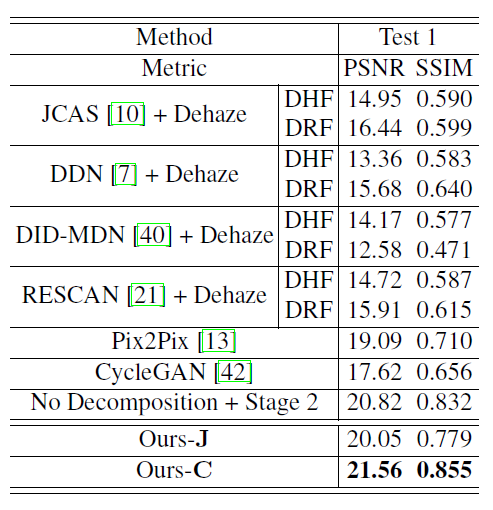 Method Test 1
Metric PSNR SSIM
JCAS [10] + Dehaze DHF 14.95 0.590
DRF 16.44 0.599
DDN [7] + Dehaze DHF 13.36 0.583
DRF 15.68 0.640
DID-MDN [40] + Dehaze DHF 14.17 0.577
DRF 12.58 0.471
RESCAN [21] + Dehaze DHF 14.72 0.587
DRF 15.91 0.615
Pix2Pix [13] 19.09 0.710
CycleGAN [42] 17.62 0.656
No Decomposition + Stage 2 20.82 0.832
Ours-J 20.05 0.779
Ours-C 21.56 0.855